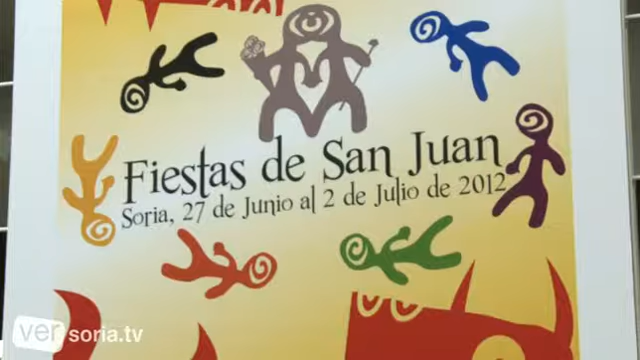 Fiestas de San Juan
Soria, 27 de Junio al 2 de Julio de 2012
ver soria.tv